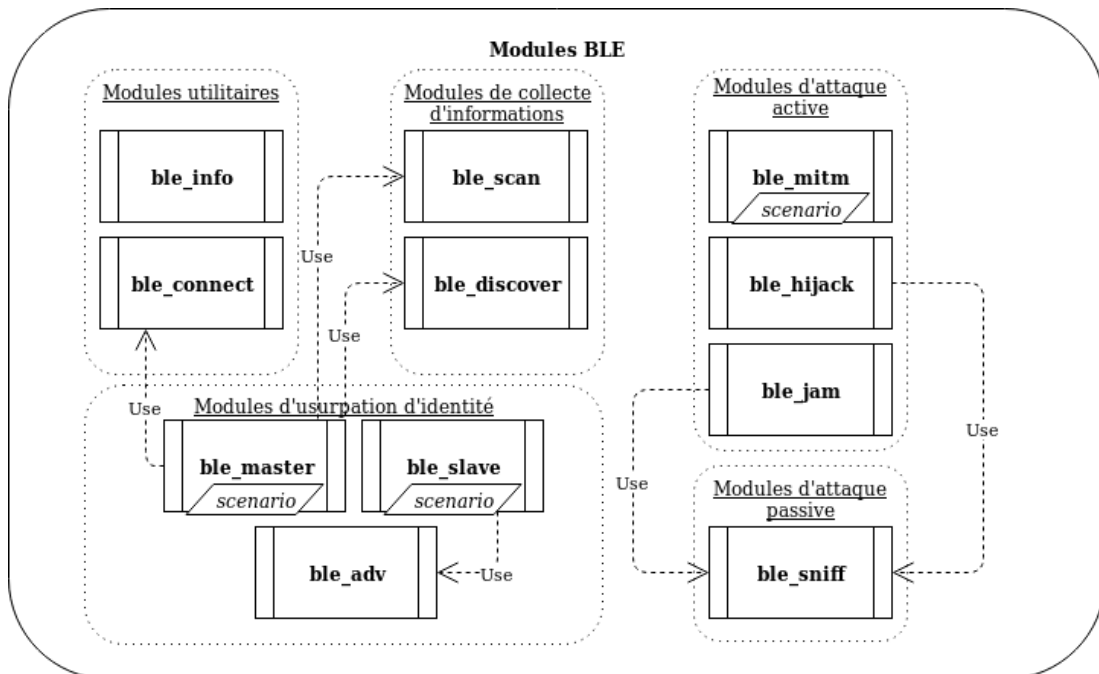 Modules BLE
Modules utilitaires
ble_info
ble_connect
Modules de collecte
d'informations
ble_scan
ble_discover
Modules d'attaque
active
ble_mitm
scenario
ble_hijack
ble_jam
Use
Use
Use
Modules d'usurpation d'identité
ble_master
scenario
ble_slave
scenario
ble_adv
Use
Use
Use
Modules d'attaque
passive
ble_sniff